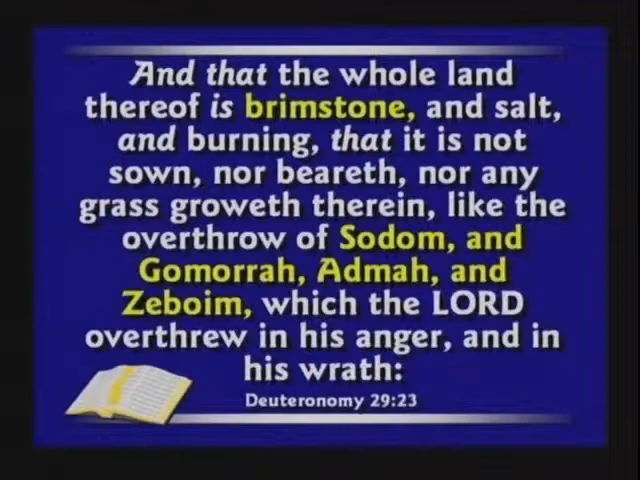 And that the whole land
thereof is brimstone, and salt,
and burning, that it is not
sown, nor beareth, nor any
grass groweth therein, like the
overthrow of Sodom, and
Gomorrah, Admah, and
Zeboim, which the LORD
overthrew in his anger, and in
his wrath:
Deuteronomy 29:23